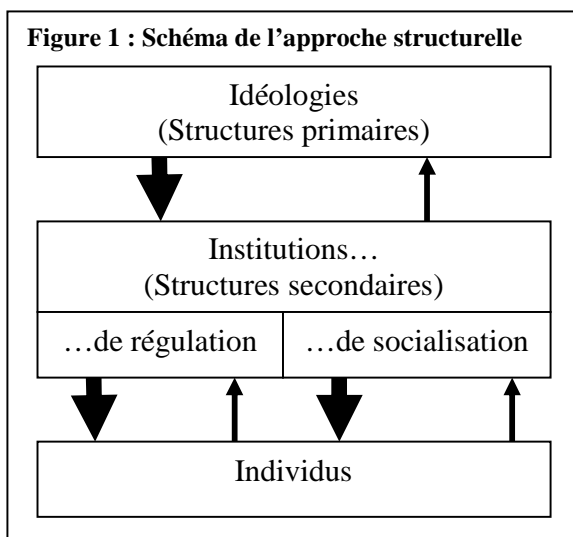 Figure 1 : Schéma de l’approche structurelle
Idéologies
(Structures primaires)
Institutions…
(Structures secondaires)
…de régulation
…de socialisation
Individus